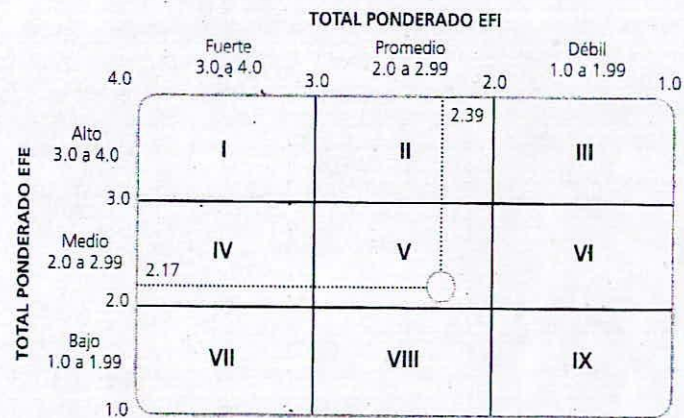 TOTAL PONDERADO EFI
Fuerte Promedio Débil
3.0 a 4.0 2.0 a 2.99 1.0 a 1.99
4.0 3.0 2.0 1.0
2.39
Alto
3.0 a 4.0
I II III
TOTAL PONDERADO EFE
3.0
Medio
2.0 a 2.99
IV V VI
2.17
2.0
Bajo
1.0 a 1.99
VII VIII IX
1.0